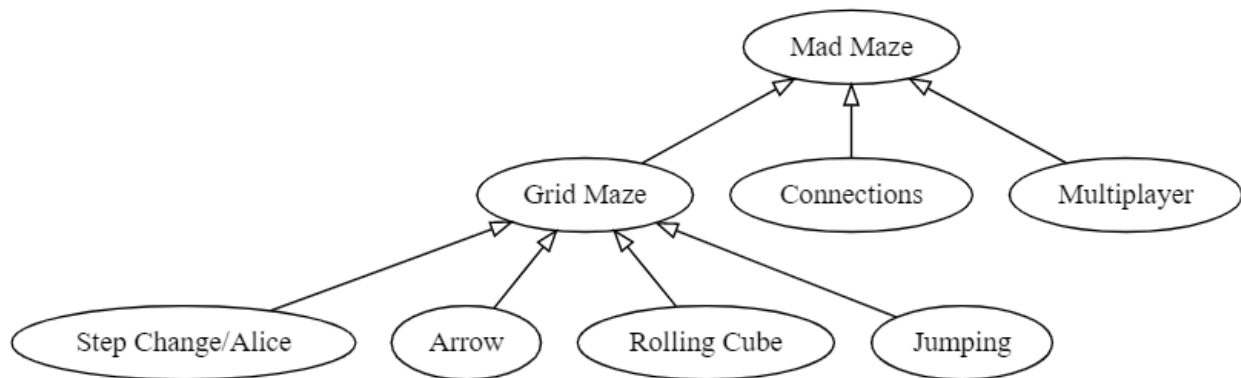 Mad Maze
Grid Maze
Connections
Multiplayer
Step Change/Alice
Arrow
Rolling Cube
Jumping